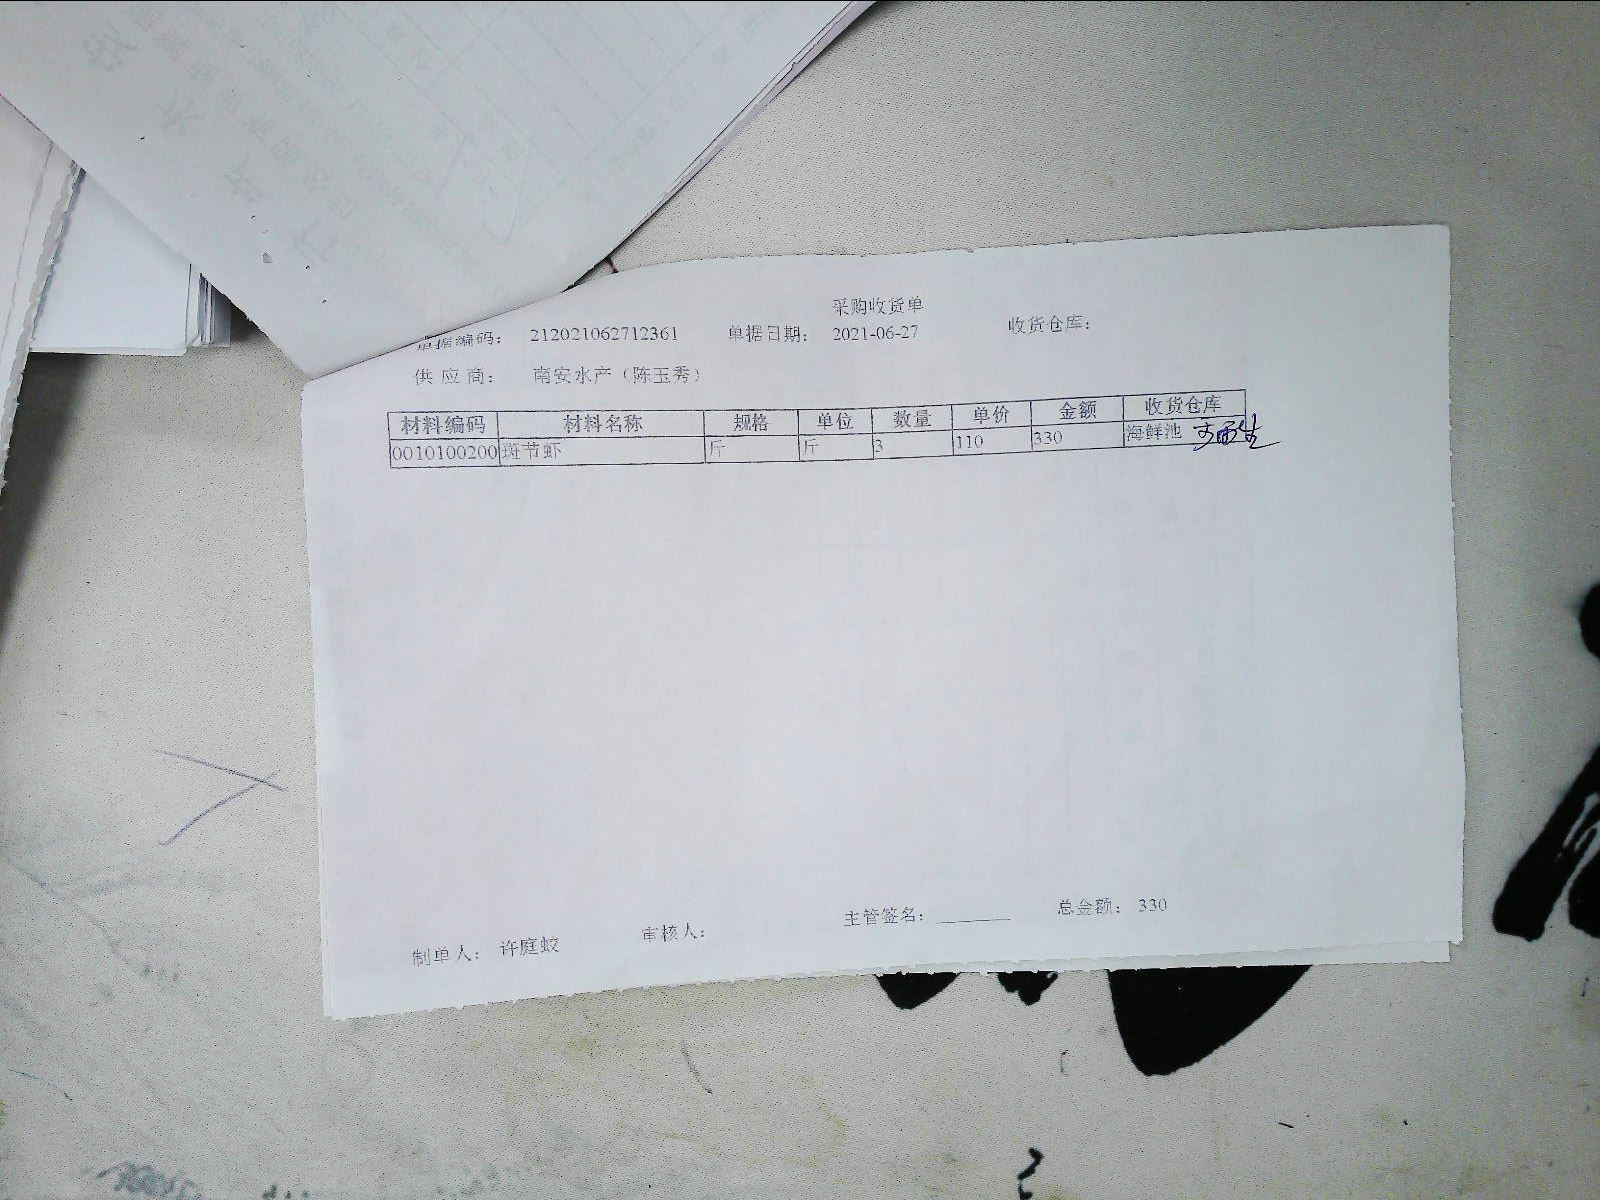 采购收货单
单据编码： 212021062712361 单据日期： 2021-06-27 收货仓库：
供应商： 南安水产（陈玉秀）
材料编码 材料名称 规格 单位 数量 单价 金额 收货仓库
0010100200 斑节虾 斤 斤 3 110 330 海鲜池
主管签名：________ 总金额： 330
制单人： 许庭蛟 审核人：